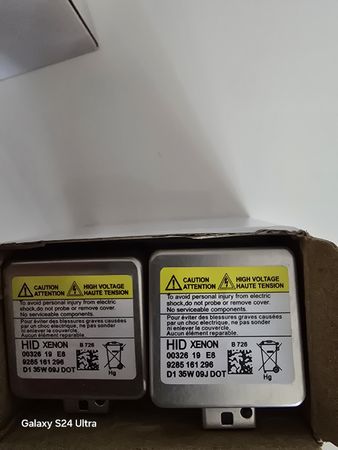 CAUTION
ATTENTION
HIGH VOLTAGE
HAUTE TENSION
To avoid personal injury from electric
shock,do not probe or remove cover.
No serviceable components.
Pour éviter des blessures graves causées
par un choc électrique, ne pas sonder
ni enlever le couvercle.
Aucun élément réparable.
HID XENON
B 726
00326 19 E8
9285 161 296
D1 35W 09J DOT
Hg
CAUTION
ATTENTION
HIGH VOLTAGE
HAUTE TENSION
To avoid personal injury from electric
shock,do not probe or remove cover.
No serviceable components.
Pour éviter des blessures graves causées
par un choc électrique, ne pas sonder
ni enlever le couvercle.
Aucun élément réparable.
HID XENON
B 726
00326 19 E8
9285 161 296
D1 35W 09J DOT
Hg
Galaxy S24 Ultra